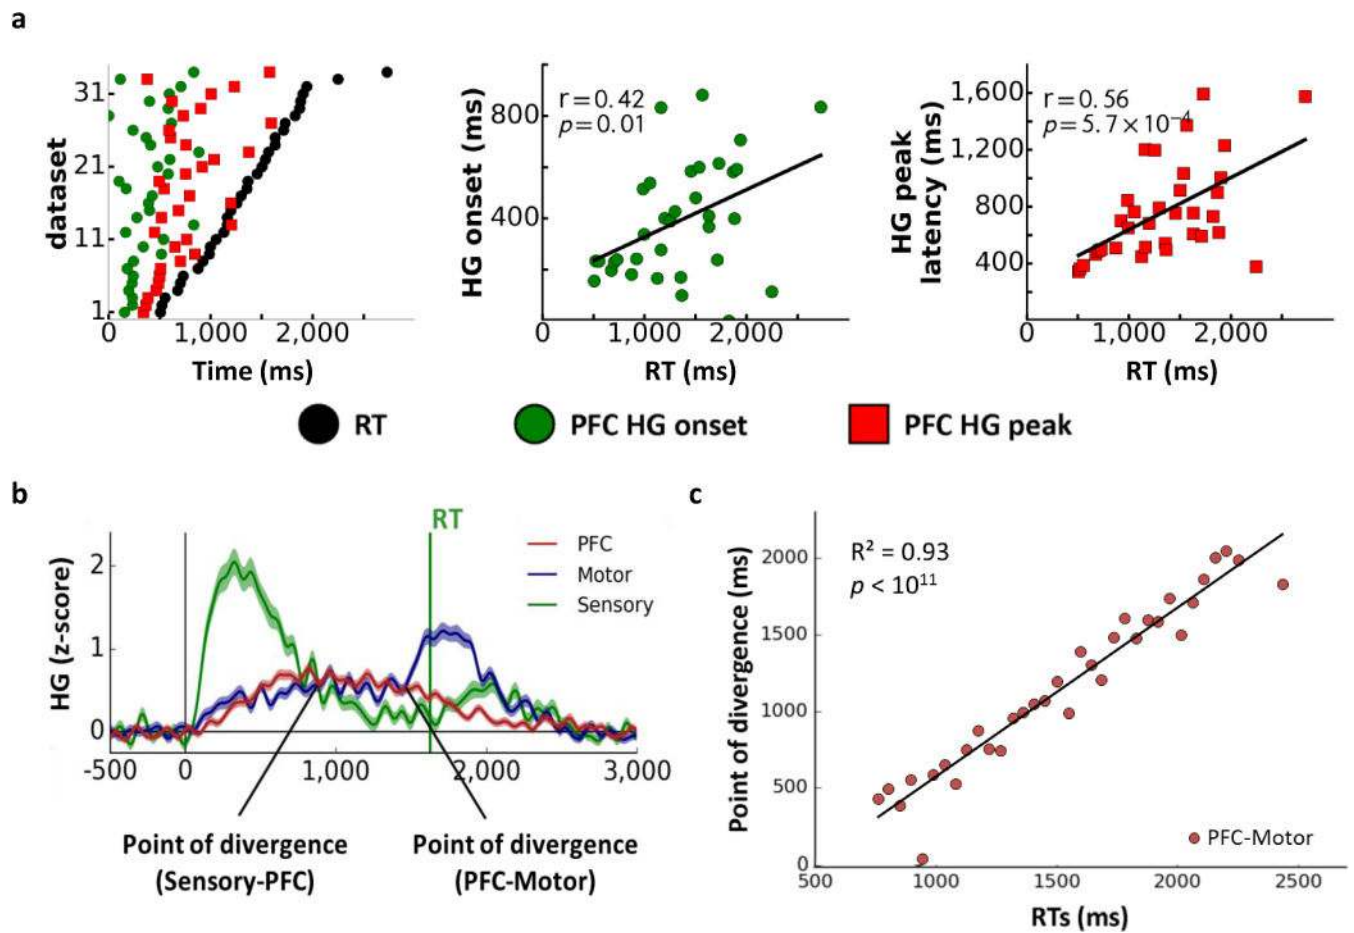 a
31
21
11
1
dataset
0 1,000 2,000
Time (ms)
r = 0.42
p = 0.01
800
400
HG onset (ms)
0 1,000 2,000
RT (ms)
r = 0.56
p = 5.7 × 10⁻⁴
1,600
1,200
800
400
HG peak
latency (ms)
0 1,000 2,000
RT (ms)
RT
PFC HG onset
PFC HG peak
b
RT
PFC
Motor
Sensory
2
1
0
HG (z-score)
-500 0 1,000 2,000 3,000
Point of divergence
(Sensory-PFC)
Point of divergence
(PFC-Motor)
c
R² = 0.93
p < 10¹¹
2000
1500
1000
500
0
Point of divergence (ms)
PFC-Motor
500 1000 1500 2000 2500
RTs (ms)